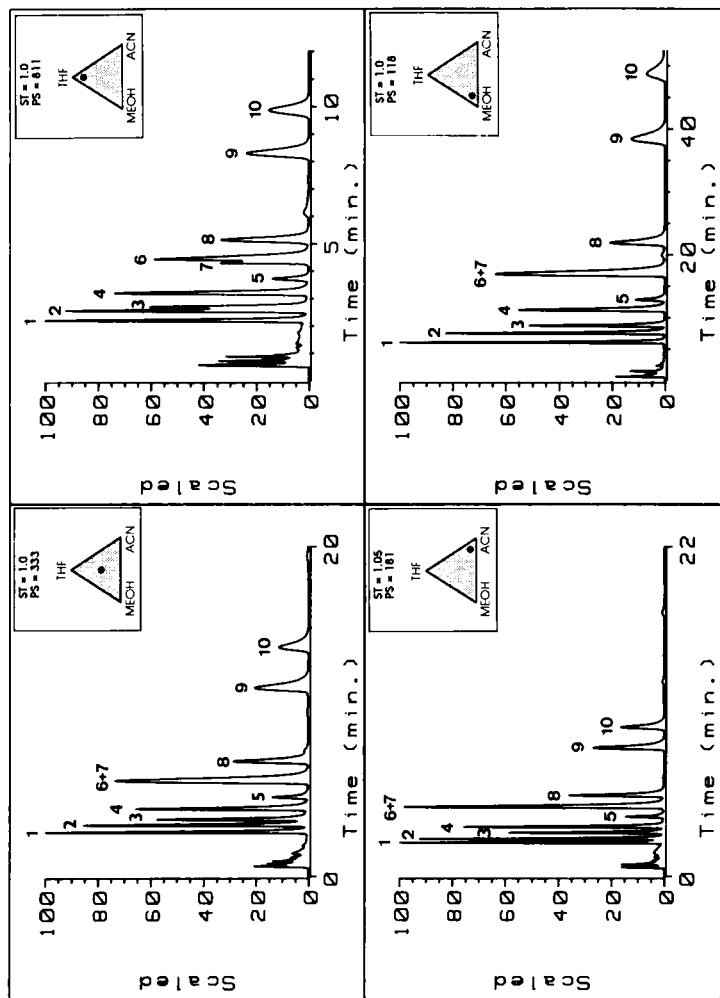 ST = 1.0
PS = 333
THF
MEOH ACN
Scaled
100
80
60
40
20
0
1
2
3
4
5
6+7
8
9
10
20
Time (min.)
ST = 1.0
PS = 811
THF
MEOH ACN
Scaled
100
80
60
40
20
0
1
2
3
4
5
7
6
8
9
10
5 10
Time (min.)
ST = 1.05
PS = 181
THF
MEOH ACN
Scaled
100
80
60
40
20
0
1
2
3
4
5
6+7
8
9
10
0 22
Time (min.)
ST = 1.0
PS = 118
THF
MEOH ACN
Scaled
100
80
60
40
20
0
1
2
3
4
5
6+7
8
9
10
20 40
Time (min.)